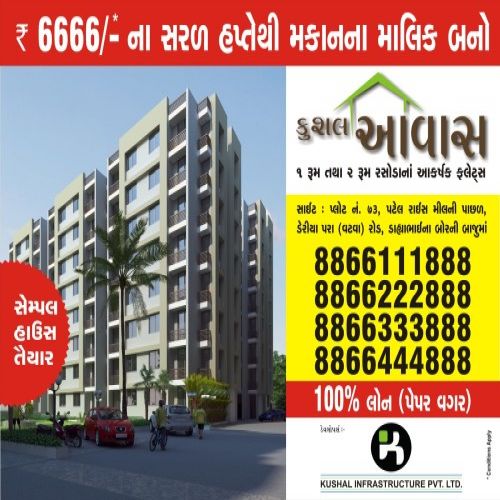 ₹ 6666/-* ના સરળ હપ્તેથી મકાનના માલિક બનો
કુશલ
આવાસ
૧ રૂમ તથા ૨ રૂમ રસોડાનાં આકર્ષક ફ્લેટ્સ
સાઈટ : પ્લોટ નં. ૭૩, પટેલ રાઈસ મીલની પાછળ,
ડેરીયા પરા (વટવા) રોડ, ડાહ્યાભાઈના બોરની બાજુમાં
8866111888
8866222888
8866333888
8866444888
સેમ્પલ
હાઉસ
તૈયાર
100% લોન (પેપર વગર)
ડેવલોપર્સ :-
KUSHAL INFRASTRUCTURE PVT. LTD.
* Conditions Apply